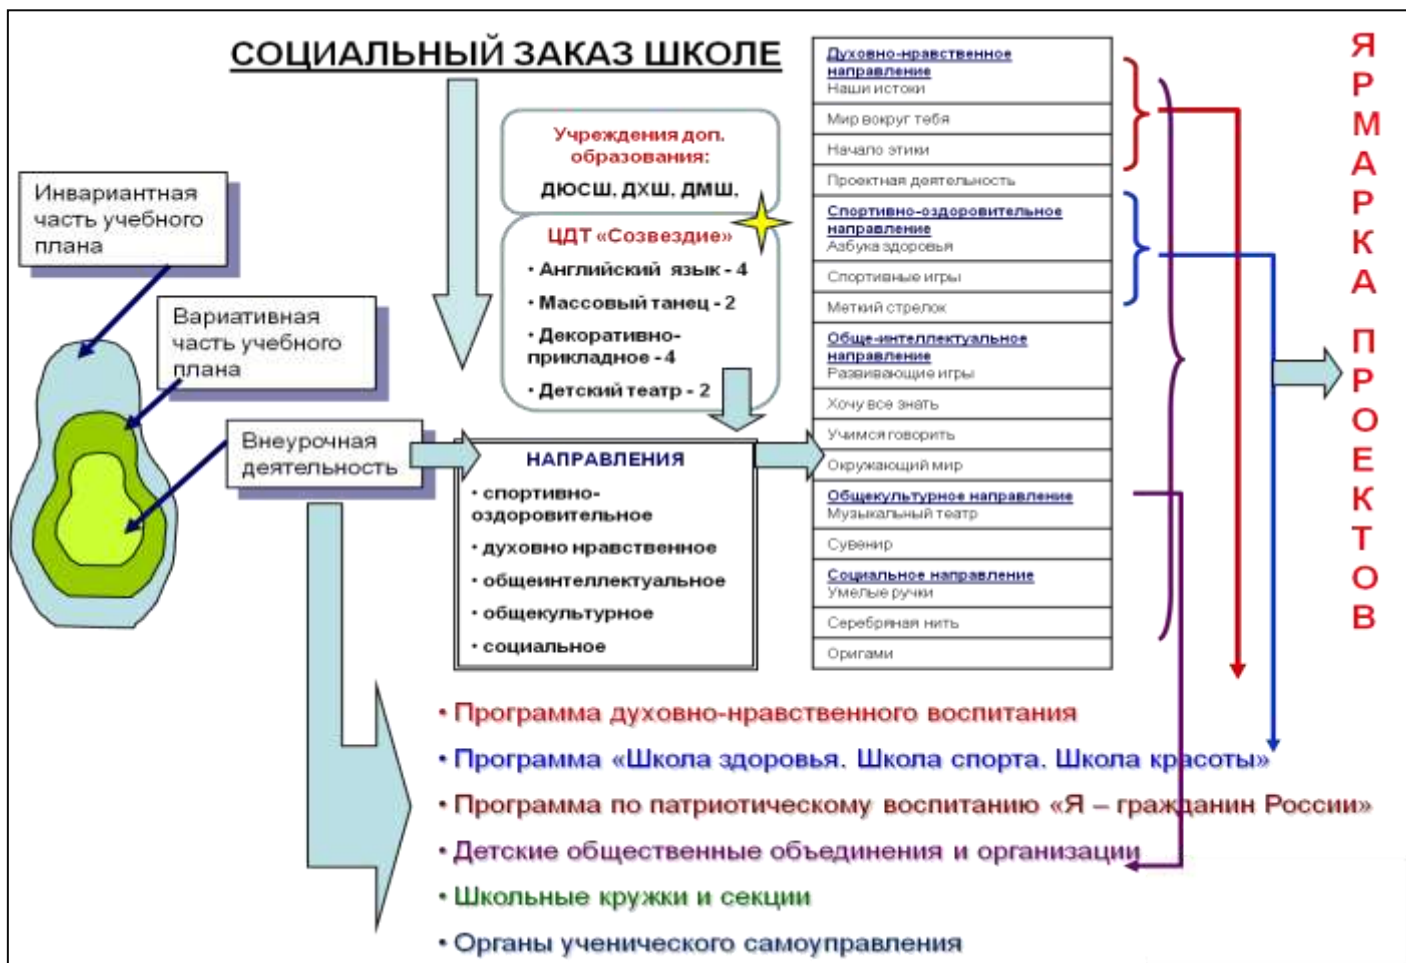 СОЦИАЛЬНЫЙ ЗАКАЗ ШКОЛЕ
Инвариантная
часть учебного
плана
Вариативная
часть учебного
плана
Внеурочная
деятельность
Учреждения доп.
образования:
ДЮСШ, ДХШ, ДМШ,
ЦДТ «Созвездие»
• Английский язык - 4
• Массовый танец - 2
• Декоративно-
прикладное - 4
• Детский театр - 2
НАПРАВЛЕНИЯ
• спортивно-
оздоровительное
• духовно нравственное
• общеинтеллектуальное
• общекультурное
• социальное
Духовно-нравственное
направление
Наши истоки
Мир вокруг тебя
Начало этики
Проектная деятельность
Спортивно-оздоровительное
направление
Азбука здоровья
Спортивные игры
Меткий стрелок
Обще-интеллектуальное
направление
Развивающие игры
Хочу все знать
Учимся говорить
Окружающий мир
Общекультурное направление
Музыкальный театр
Сувенир
Социальное направление
Умелые ручки
Серебряная нить
Оригами
ЯРМАРКА ПРОЕКТОВ
• Программа духовно-нравственного воспитания
• Программа «Школа здоровья. Школа спорта. Школа красоты»
• Программа по патриотическому воспитанию «Я – гражданин России»
• Детские общественные объединения и организации
• Школьные кружки и секции
• Органы ученического самоуправления